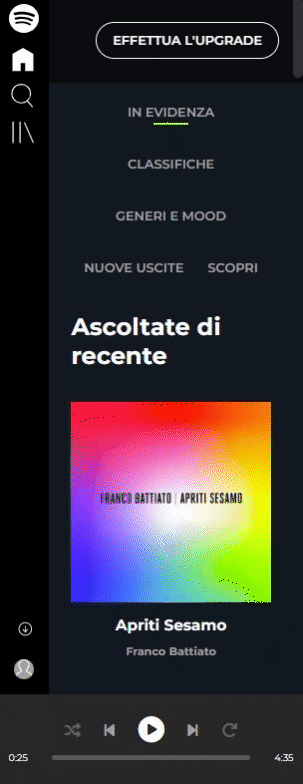 EFFETTUA L'UPGRADE
IN EVIDENZA
CLASSIFICHE
GENERI E MOOD
NUOVE USCITE SCOPRI
Ascoltate di
recente
FRANCO BATTIATO | APRITI SESAMO
Apriti Sesamo
Franco Battiato
0:25 4:35